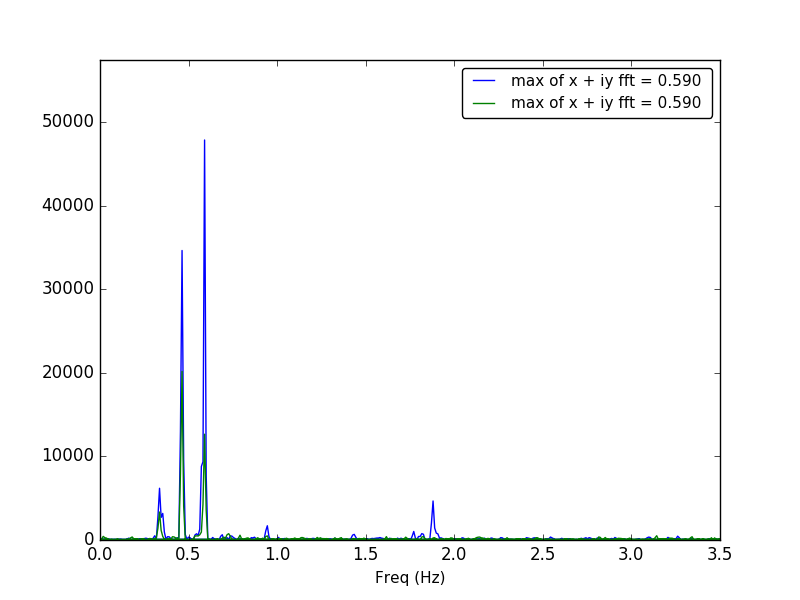 max of x + iy fft = 0.590
max of x + iy fft = 0.590
50000
40000
30000
20000
10000
0
0.0 0.5 1.0 1.5 2.0 2.5 3.0 3.5
Freq (Hz)